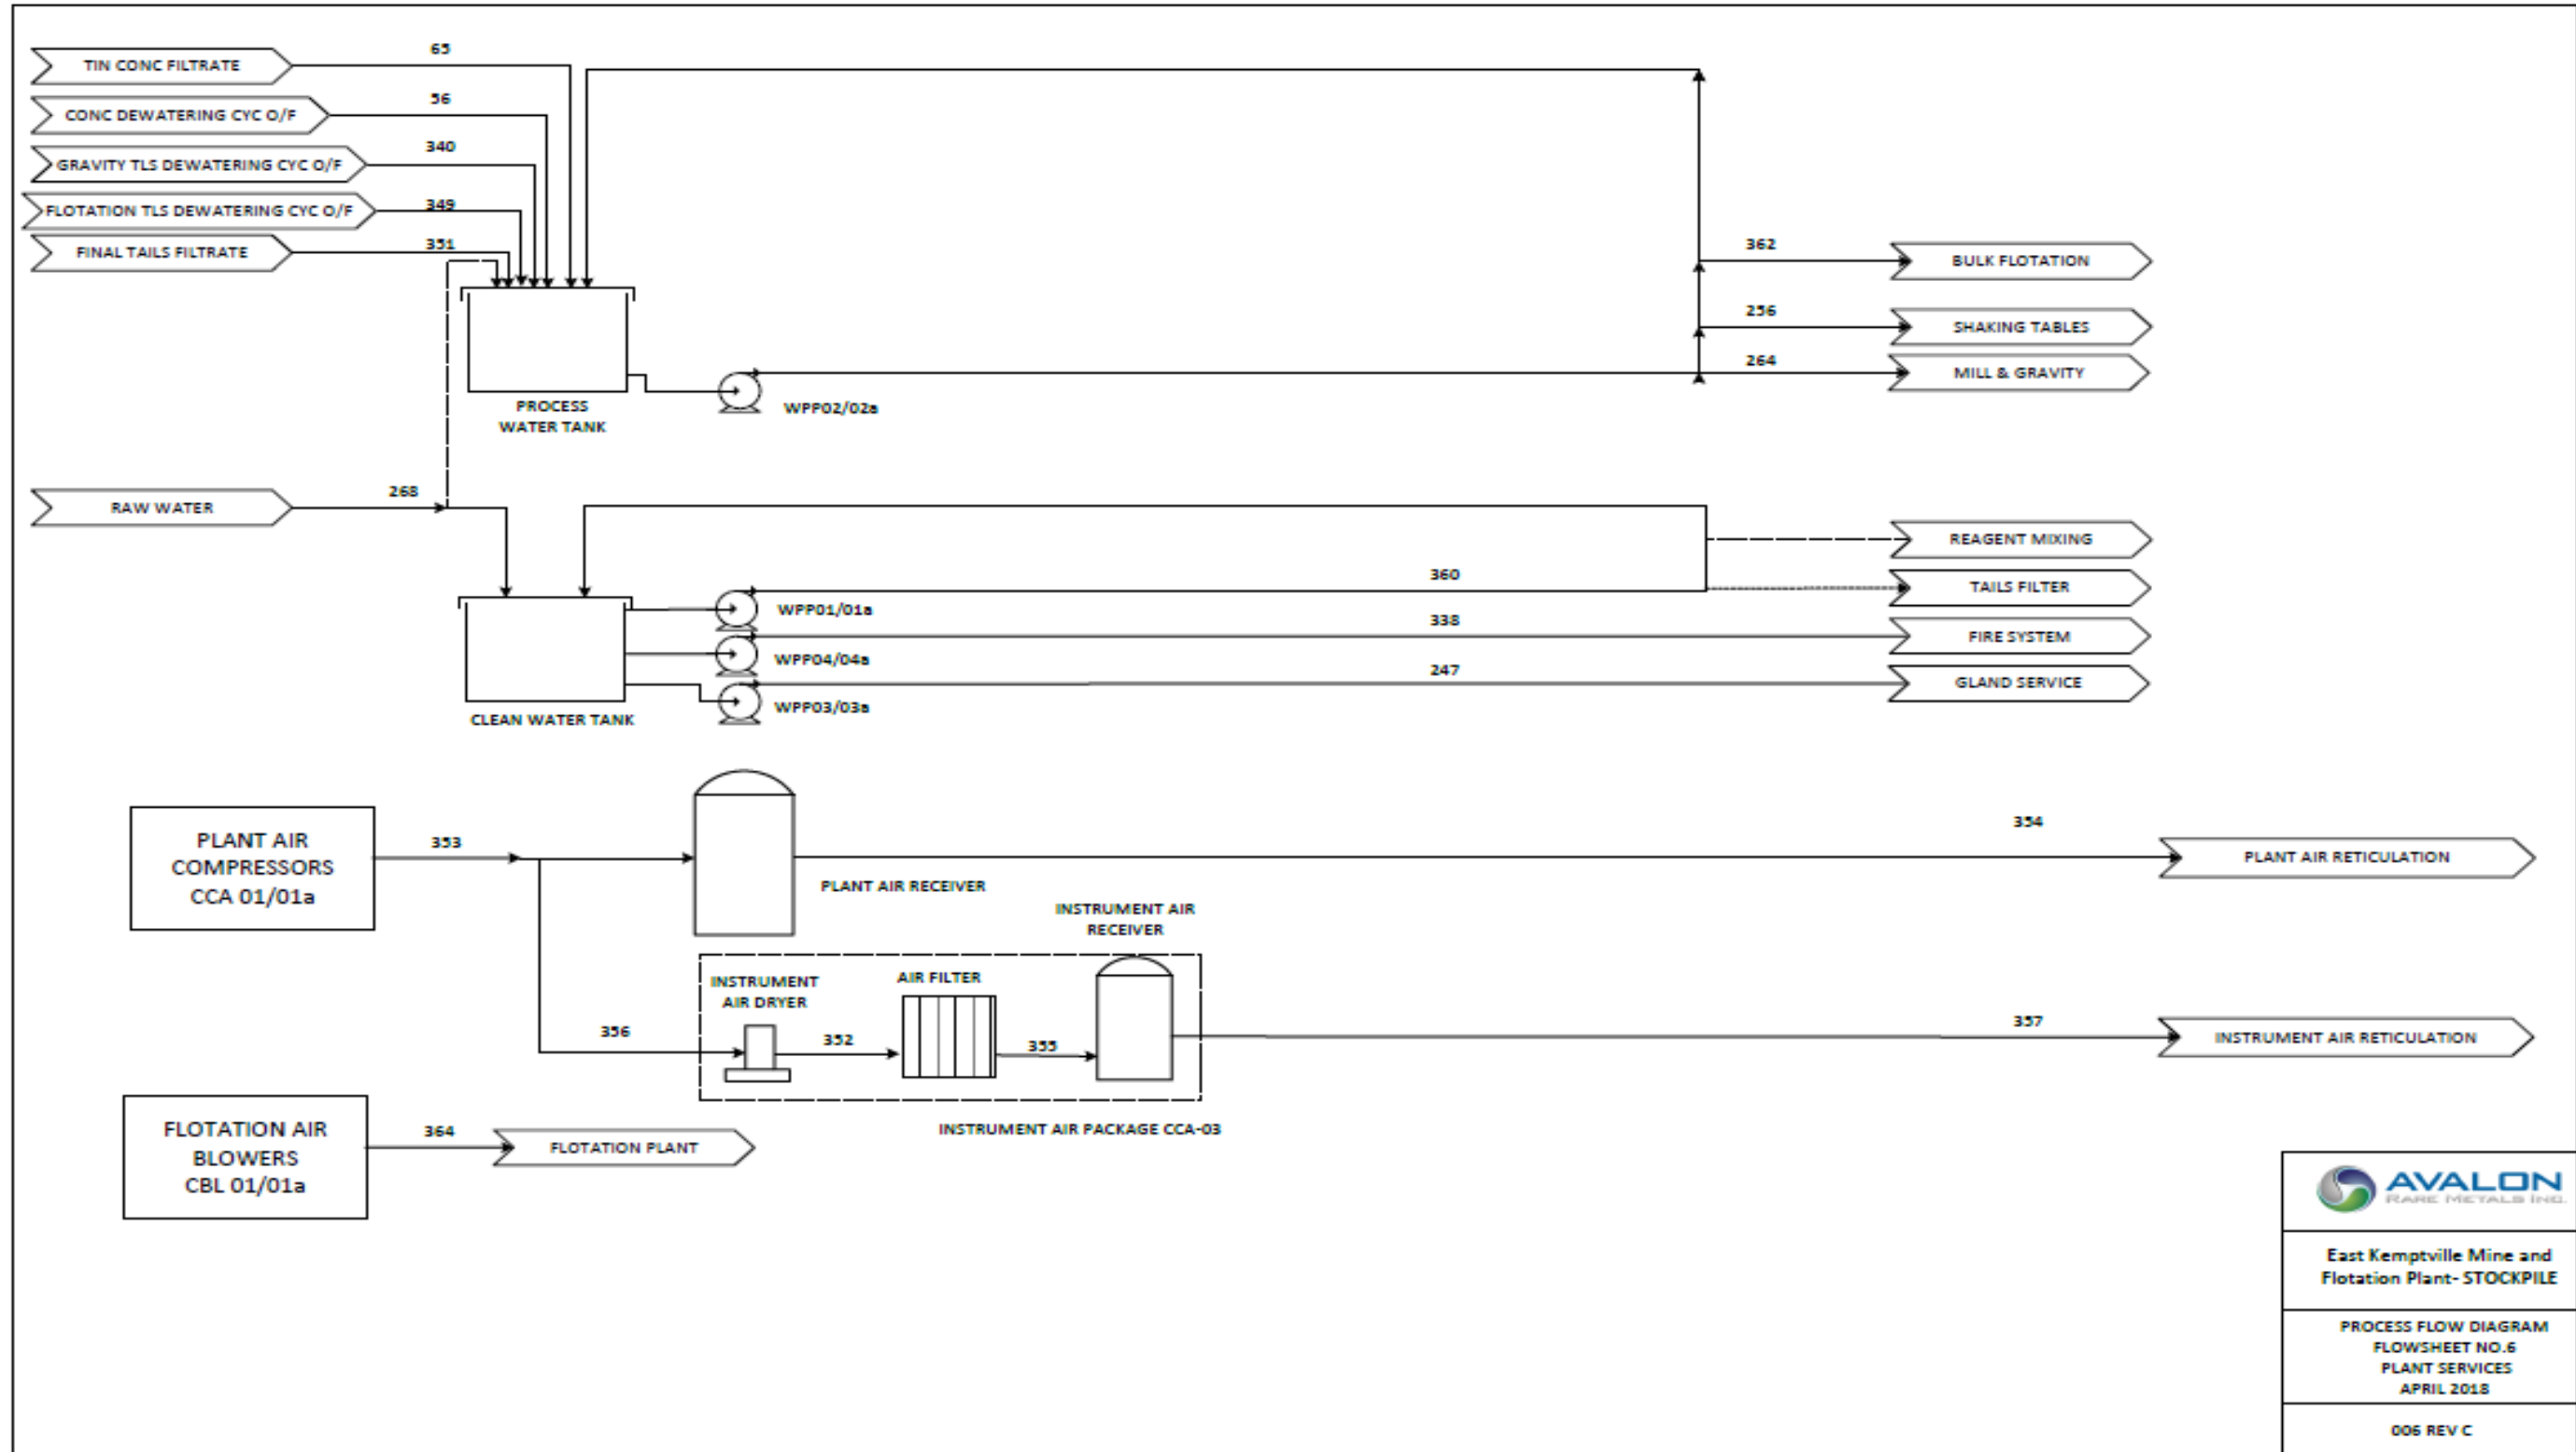 65
TIN CONC FILTRATE
56
CONC DEWATERING CYC O/F
340
GRAVITY TLS DEWATERING CYC O/F
349
FLOTATION TLS DEWATERING CYC O/F
351
FINAL TAILS FILTRATE
362
BULK FLOTATION
256
SHAKING TABLES
264
MILL & GRAVITY
PROCESS
WATER TANK
WPP02/02a
268
RAW WATER
REAGENT MIXING
360
TAILS FILTER
WPP01/01a
338
FIRE SYSTEM
WPP04/04a
247
GLAND SERVICE
WPP03/03a
CLEAN WATER TANK
PLANT AIR
COMPRESSORS
CCA 01/01a
353
354
PLANT AIR RETICULATION
PLANT AIR RECEIVER
INSTRUMENT AIR
RECEIVER
INSTRUMENT
AIR DRYER
AIR FILTER
356
352
355
357
INSTRUMENT AIR RETICULATION
INSTRUMENT AIR PACKAGE CCA-03
FLOTATION AIR
BLOWERS
CBL 01/01a
364
FLOTATION PLANT
AVALON
RARE METALS INC.
East Kemptville Mine and
Flotation Plant- STOCKPILE
PROCESS FLOW DIAGRAM
FLOWSHEET NO.6
PLANT SERVICES
APRIL 2018
006 REV C